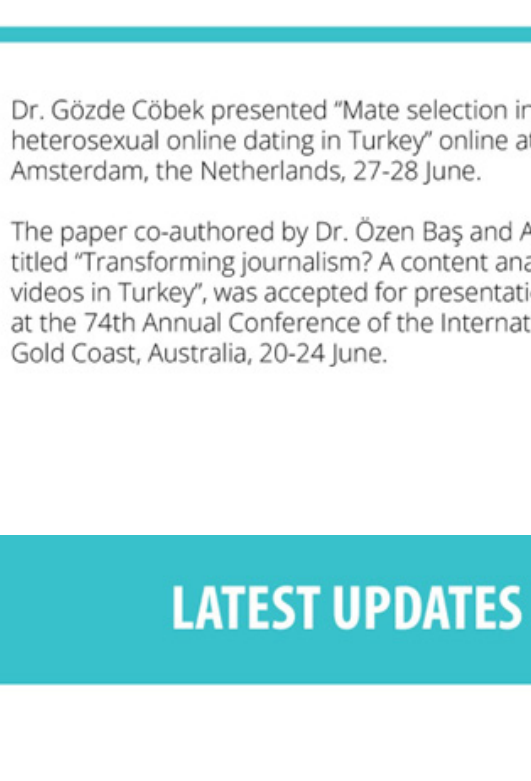 Dr. Gözde Cöbek presented “Mate selection in
heterosexual online dating in Turkey” online
Amsterdam, the Netherlands, 27-28 June.
The paper co-authored by Dr. Özen Baş and
titled “Transforming journalism? A content
videos in Turkey”, was accepted for
at the 74th Annual Conference of the
Gold Coast, Australia, 20-24 June.
LATEST UPDATES